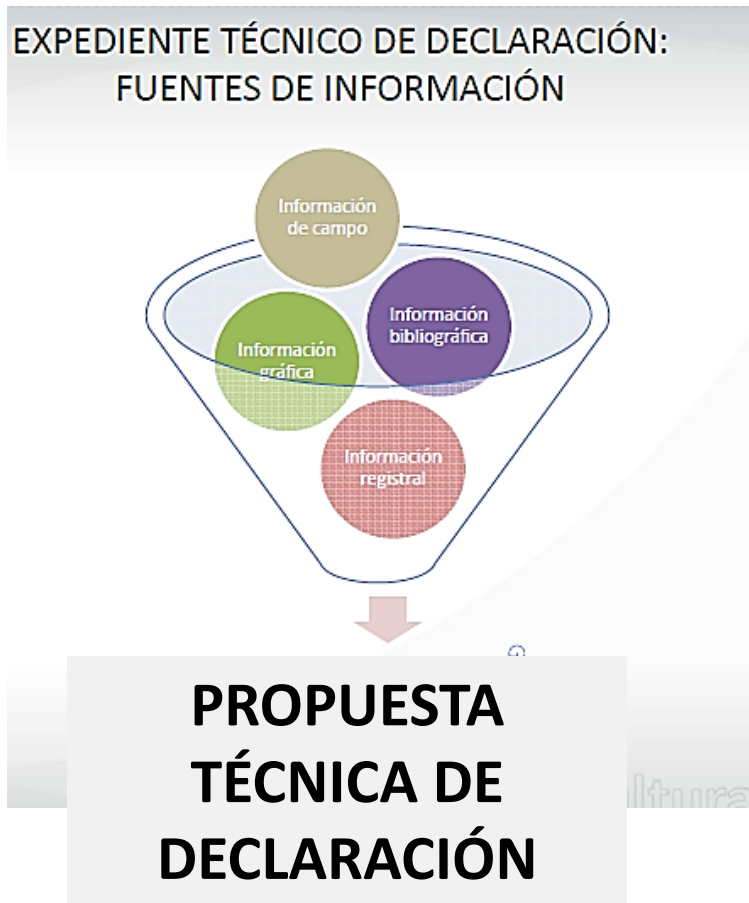 EXPEDIENTE TÉCNICO DE DECLARACIÓN:
FUENTES DE INFORMACIÓN
Información
de campo
Información
bibliográfica
Información
gráfica
Información
registral
PROPUESTA
TÉCNICA DE
DECLARACIÓN